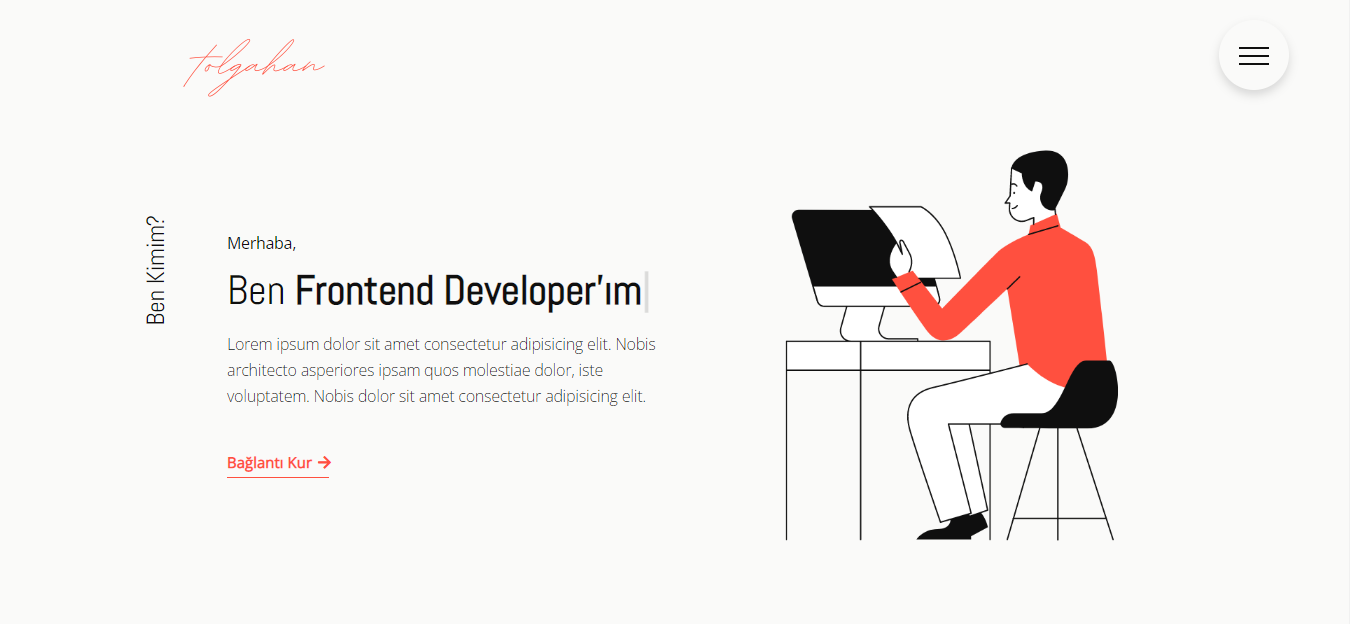 tolgahan
Ben Kimim?
Merhaba,
Ben Frontend Developer'ım
Lorem ipsum dolor sit amet consectetur adipisicing elit. Nobis
architecto asperiores ipsam quos molestiae dolor, iste
voluptatem. Nobis dolor sit amet consectetur adipisicing elit.
Bağlantı Kur